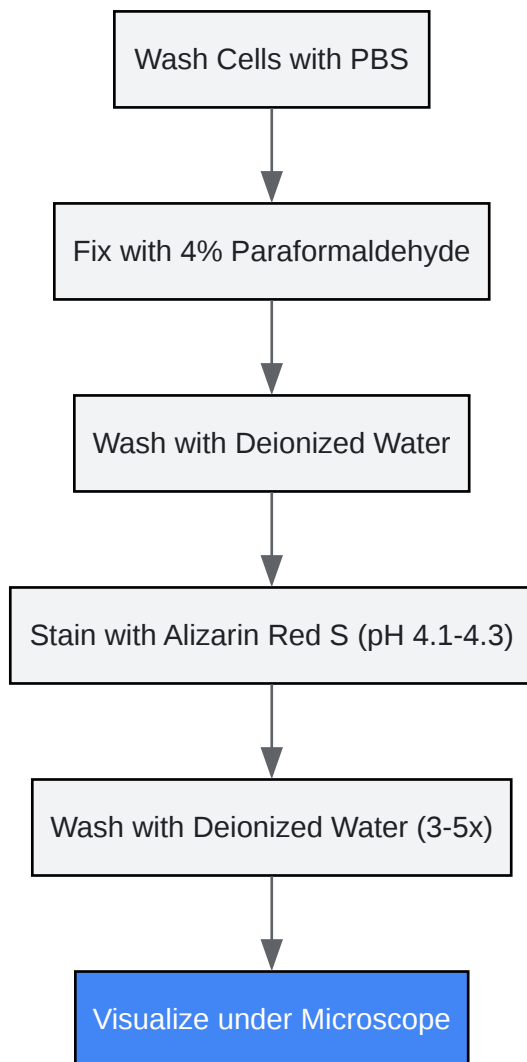 Wash Cells with PBS
Fix with 4% Paraformaldehyde
Wash with Deionized Water
Stain with Alizarin Red S (pH 4.1-4.3)
Wash with Deionized Water (3-5x)
Visualize under Microscope